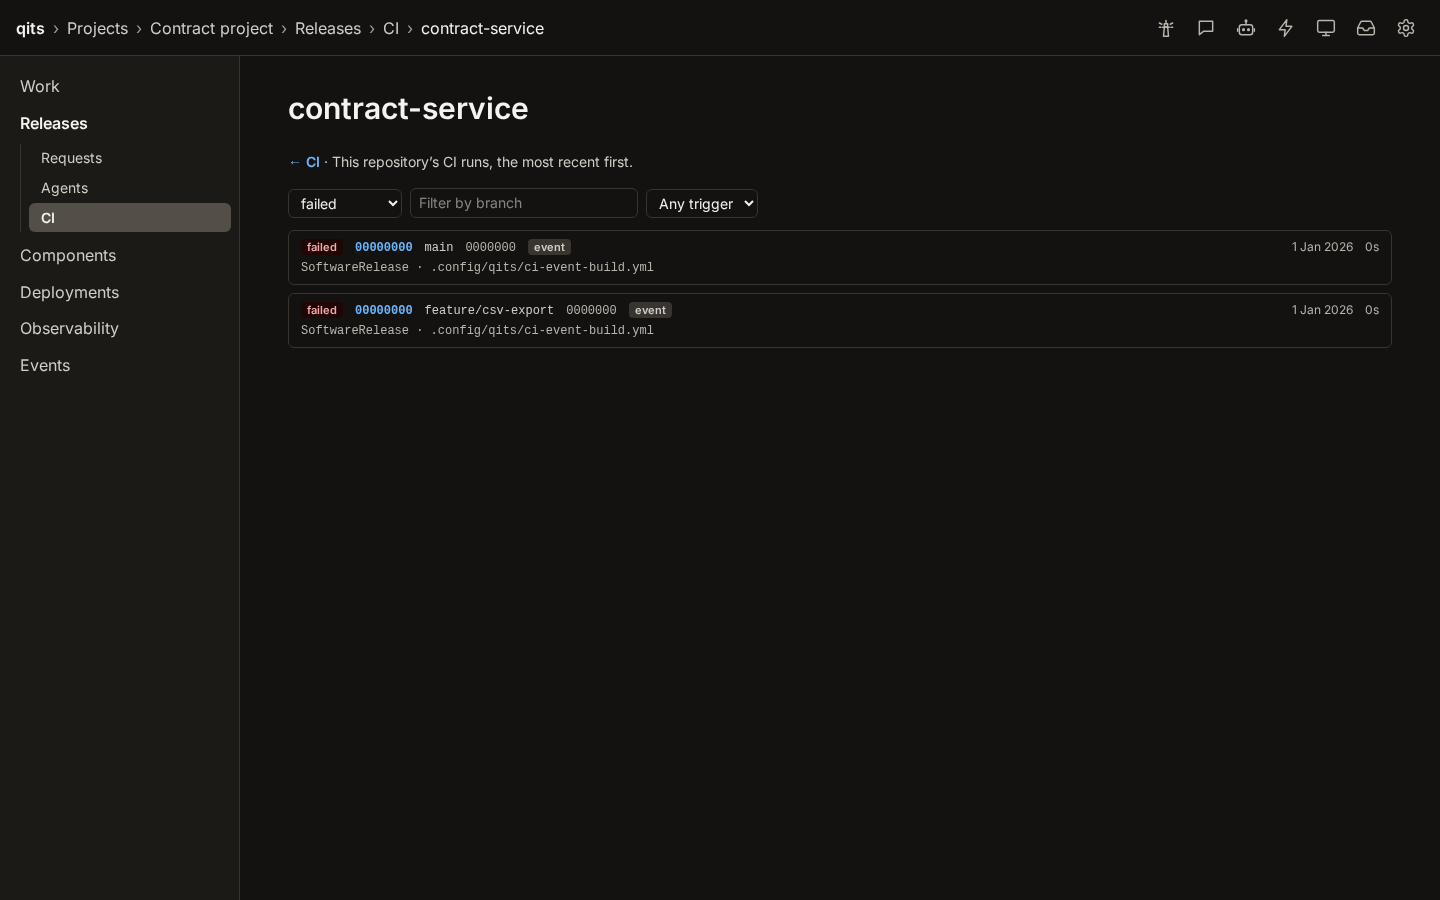 qits › Projects › Contract project › Releases › CI › contract-service
Work
Releases
Requests
Agents
CI
Components
Deployments
Observability
Events
contract-service
← CI · This repository’s CI runs, the most recent first.
failed Filter by branch Any trigger
failed 00000000 main 0000000 event 1 Jan 2026 0s
SoftwareRelease · .config/qits/ci-event-build.yml
failed 00000000 feature/csv-export 0000000 event 1 Jan 2026 0s
SoftwareRelease · .config/qits/ci-event-build.yml